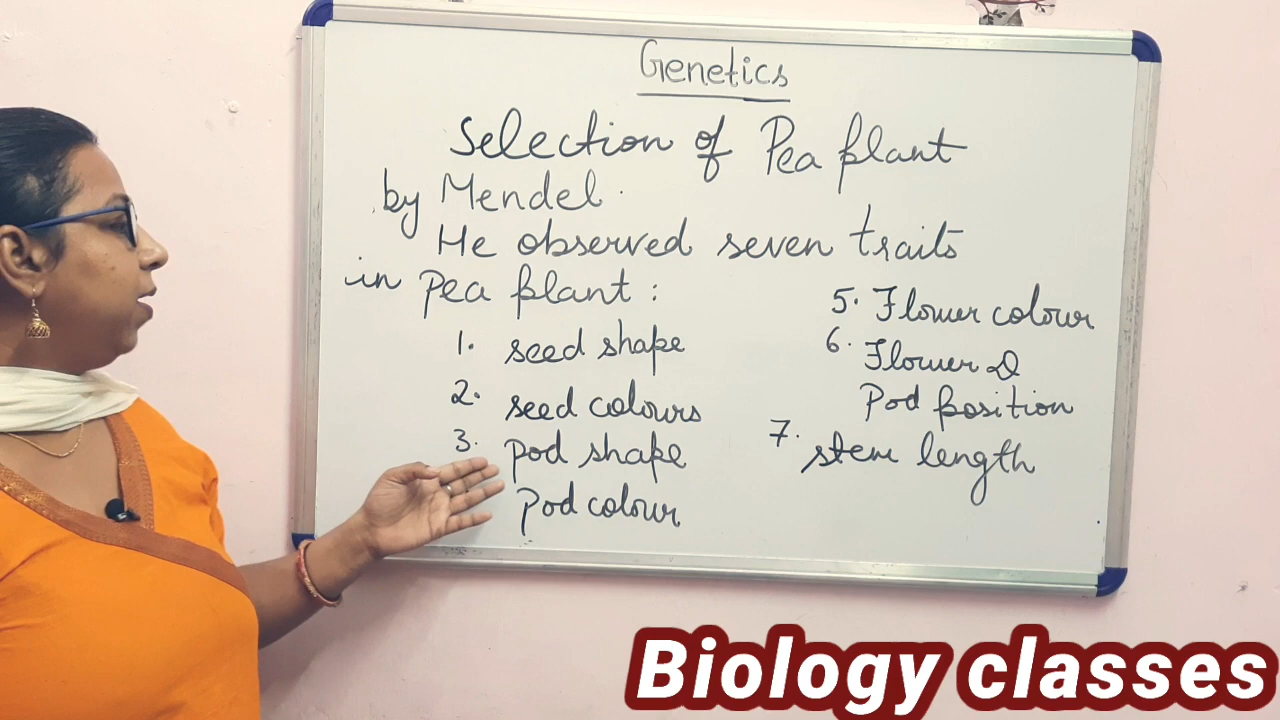 Genetics
Selection of Pea plant
by Mendel.
He observed seven traits
in Pea plant :
1. seed shape
2. seed colours
3. pod shape
Pod colour
5. Flower colour
6. Flower &
Pod position
7. stem length
Biology classes